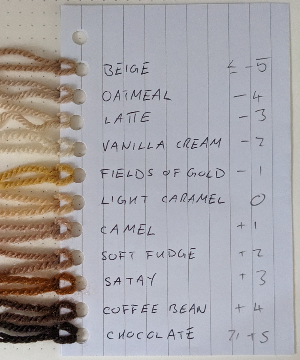 BEIGE ≤ -5
OATMEAL -4
LATTE -3
VANILLA CREAM -2
FIELDS OF GOLD -1
LIGHT CARAMEL 0
CAMEL +1
SOFT FUDGE +2
SATAY +3
COFFEE BEAN +4
CHOCOLATE ≥ +5